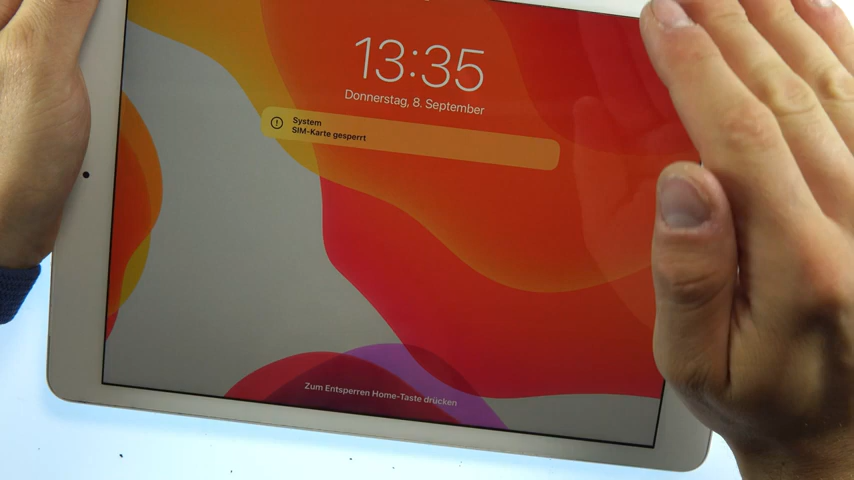 13:35
Donnerstag, 8. September
System
SIM-Karte gesperrt
Zum Entsperren Home-Taste drücken